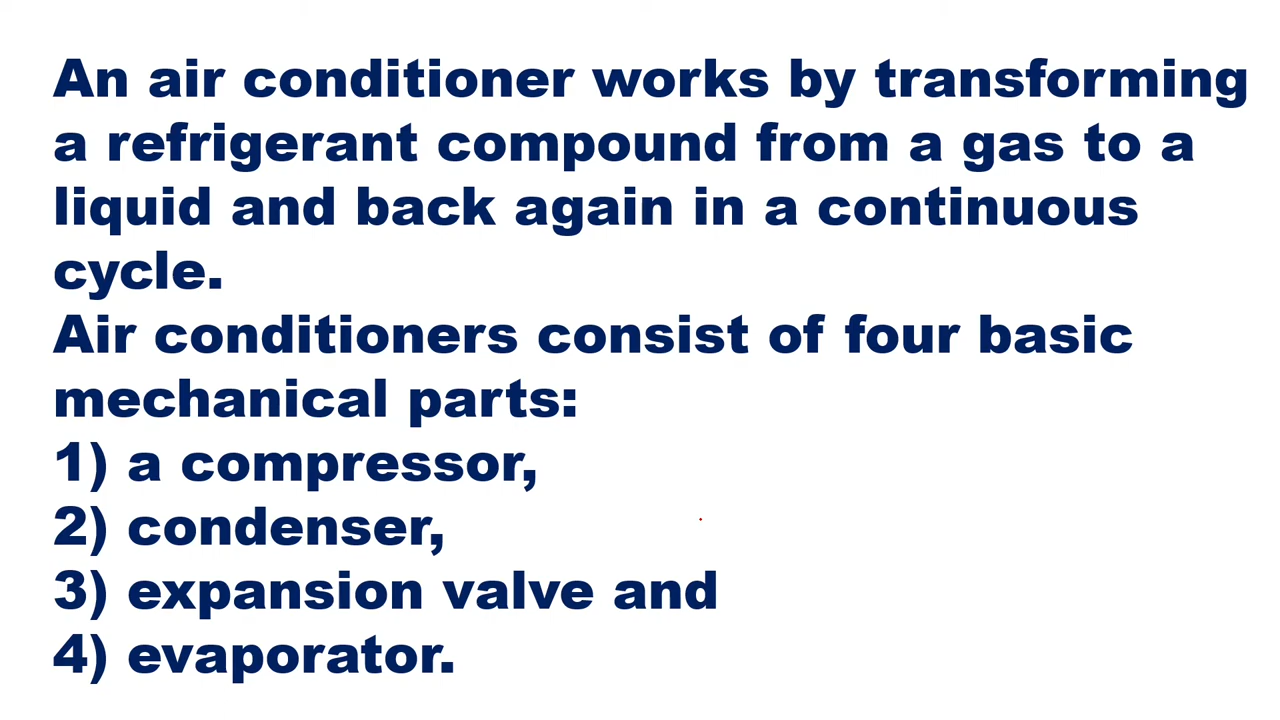 An air conditioner works by transforming
a refrigerant compound from a gas to a
liquid and back again in a continuous
cycle.
Air conditioners consist of four basic
mechanical parts:
1) a compressor,
2) condenser,
3) expansion valve and
4) evaporator.